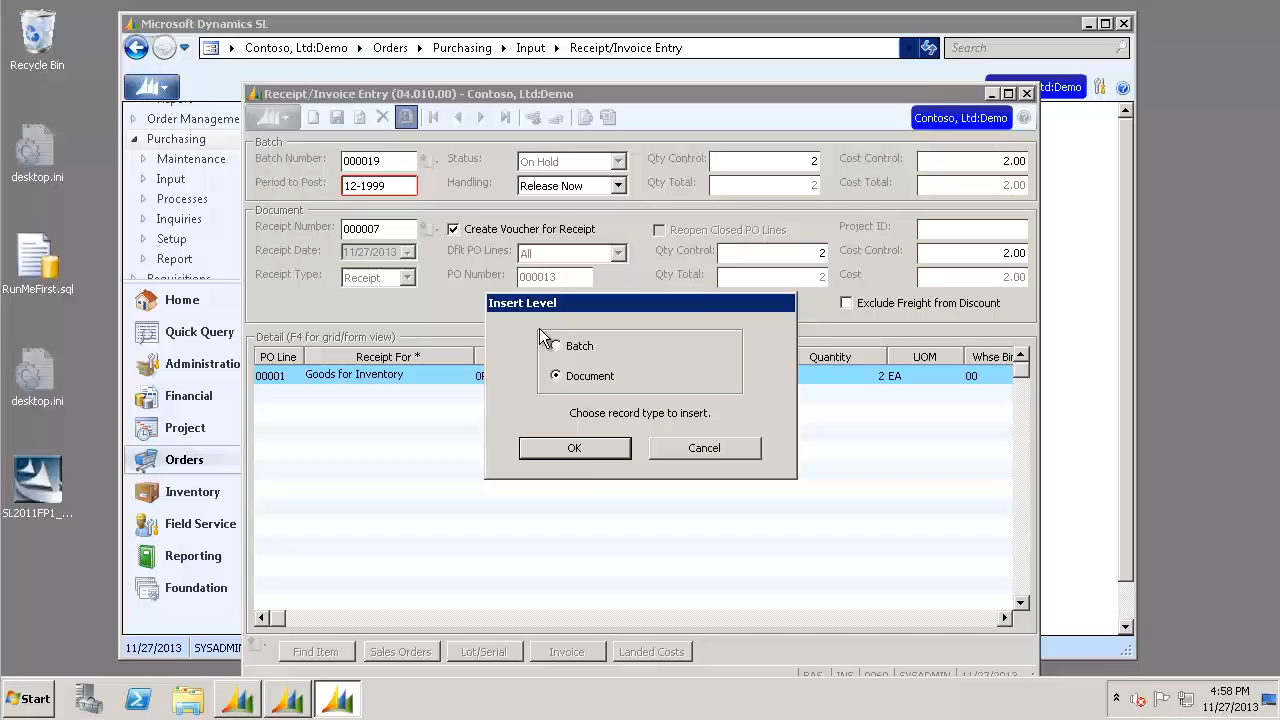 Recycle Bin
desktop.ini
RunMeFirst.sql
desktop.ini
SL2011FP1_...
Microsoft Dynamics SL
Contoso, Ltd:Demo Orders Purchasing Input Receipt/Invoice Entry
Search
td:Demo
Order Manageme
Purchasing
Maintenance
Input
Processes
Inquiries
Setup
Report
Requisitions
Home
Quick Query
Administratio
Financial
Project
Orders
Inventory
Field Service
Reporting
Foundation
11/27/2013 SYSADMIN
Receipt/Invoice Entry (04.010.00) - Contoso, Ltd:Demo
Contoso, Ltd:Demo
Batch
Batch Number: 000019 Status: On Hold Qty Control: 2 Cost Control: 2.00
Period to Post: 12-1999 Handling: Release Now Qty Total: 2 Cost Total: 2.00
Document
Receipt Number: 000007 Create Voucher for Receipt Reopen Closed PO Lines Project ID:
Receipt Date: 11/27/2013 Dflt PO Lines: All Qty Control: 2 Cost Control: 2.00
Receipt Type: Receipt PO Number: 000013 Qty Total: 2 Cost 2.00
Exclude Freight from Discount
Detail (F4 for grid/form view)
PO Line Receipt For * Quantity UOM Whse Bi
00001 Goods for Inventory 2 EA 00
Insert Level
Batch
Document
Choose record type to insert.
OK Cancel
Find Item Sales Orders Lot/Serial Invoice Landed Costs
Start
4:58 PM
11/27/2013